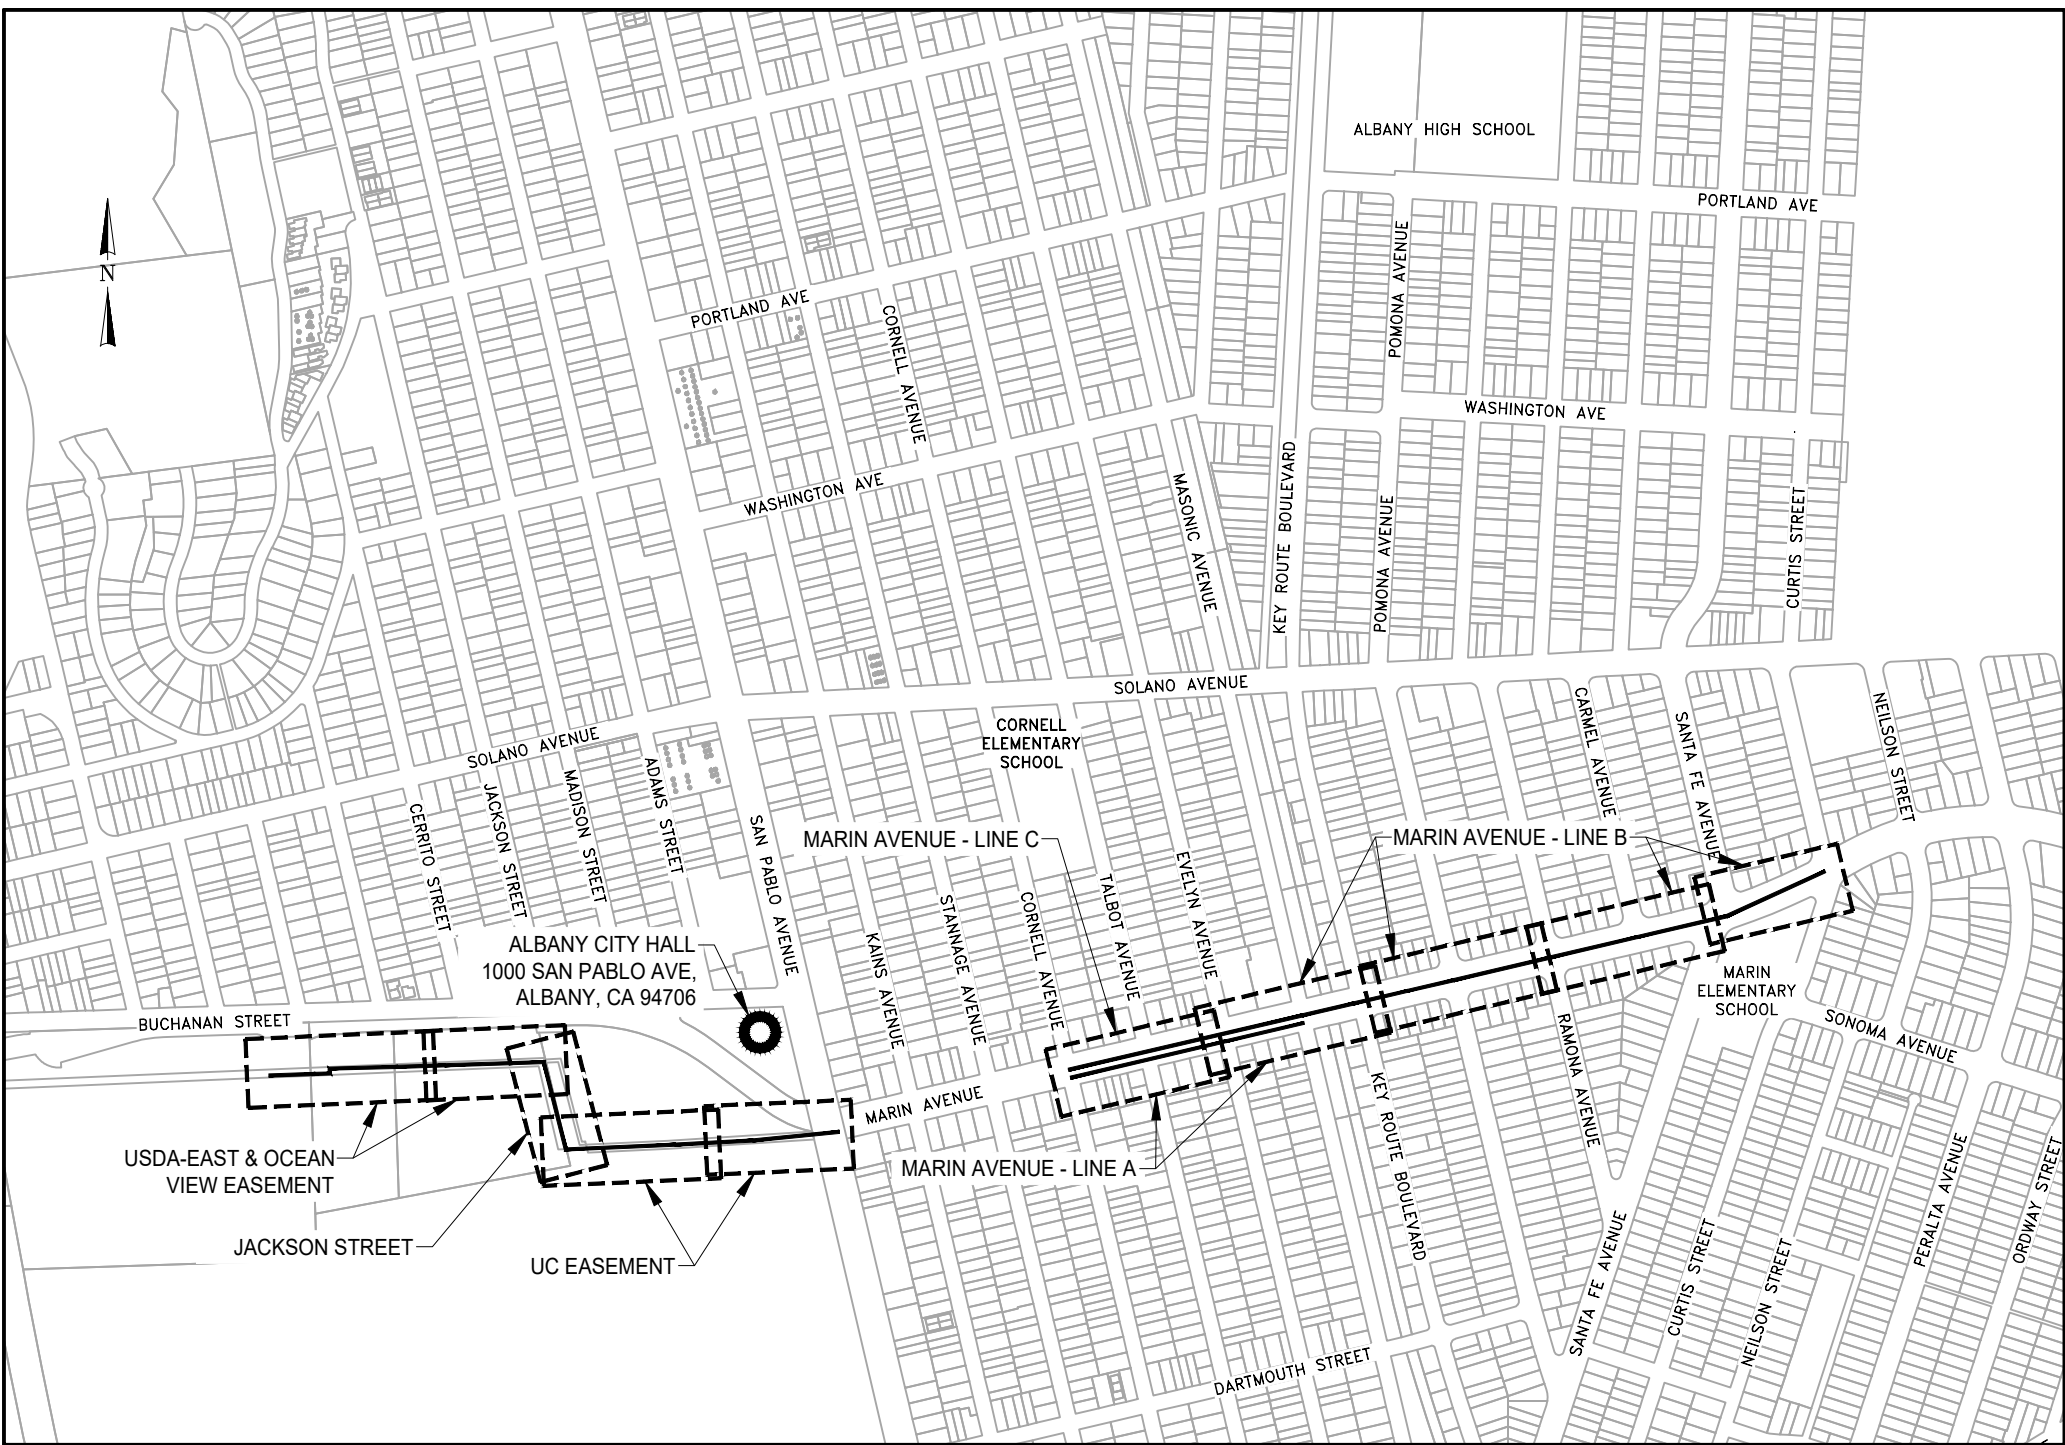 ALBANY HIGH SCHOOL
PORTLAND AVE
POMONA AVENUE
N
PORTLAND AVE
CORNELL AVENUE
WASHINGTON AVE
WASHINGTON AVE
MASONIC AVENUE
KEY ROUTE BOULEVARD
POMONA AVENUE
CURTIS STREET
SOLANO AVENUE
CORNELL
ELEMENTARY
SCHOOL
CARMEL AVENUE
SANTA FE AVENUE
NEILSON STREET
SOLANO AVENUE
CERRITO STREET
JACKSON STREET
MADISON STREET
ADAMS STREET
SAN PABLO AVENUE
MARIN AVENUE - LINE C
MARIN AVENUE - LINE B
KAINS AVENUE
STANNAGE AVENUE
CORNELL AVENUE
TALBOT AVENUE
EVELYN AVENUE
ALBANY CITY HALL
1000 SAN PABLO AVE,
ALBANY, CA 94706
MARIN
ELEMENTARY
SCHOOL
BUCHANAN STREET
SONOMA AVENUE
MARIN AVENUE
RAMONA AVENUE
KEY ROUTE BOULEVARD
USDA-EAST & OCEAN
VIEW EASEMENT
MARIN AVENUE - LINE A
JACKSON STREET
UC EASEMENT
PERALTA AVENUE
ORDWAY STREET
SANTA FE AVENUE
CURTIS STREET
NEILSON STREET
DARTMOUTH STREET